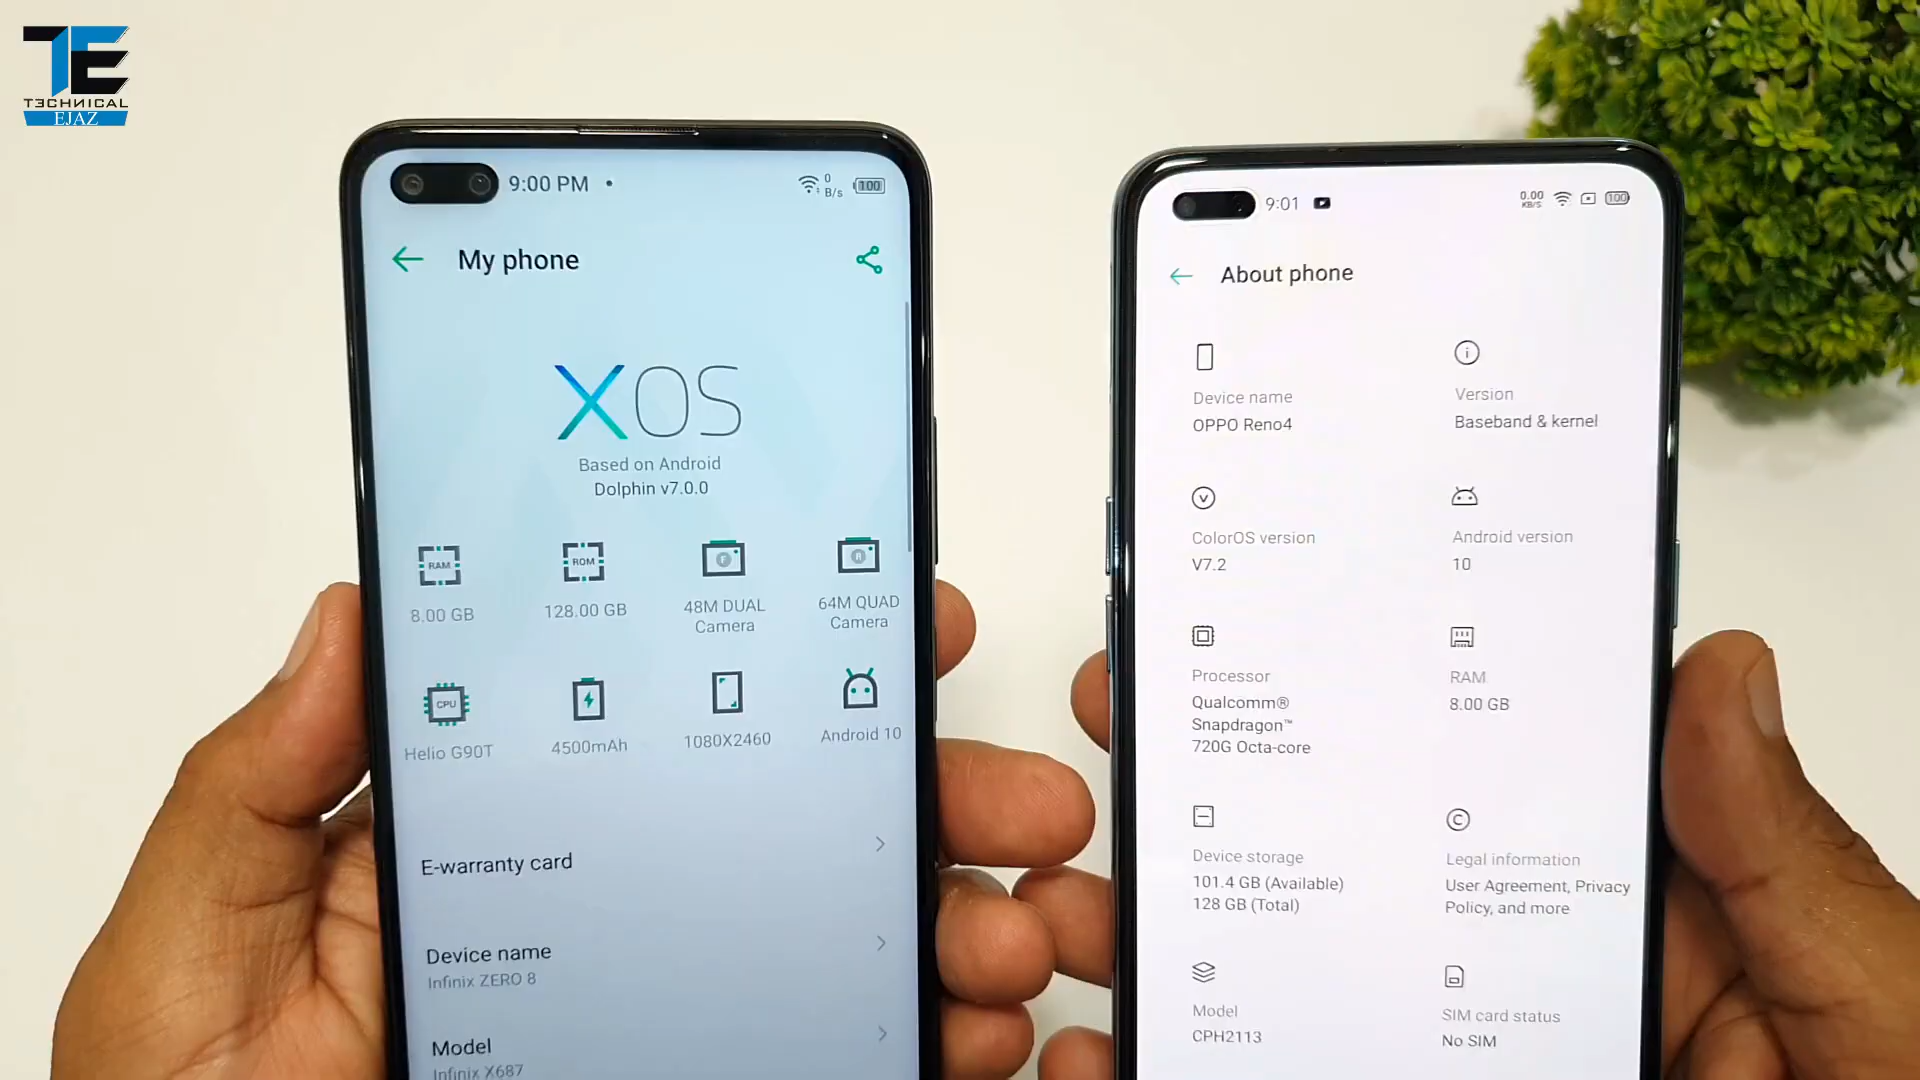 TECHNICAL
EJAZ
9:00 PM
0
B/s
100
My phone
XOS
Based on Android
Dolphin v7.0.0
RAM
ROM
F
R
8.00 GB
128.00 GB
48M DUAL
Camera
64M QUAD
Camera
CPU
Helio G90T
4500mAh
1080X2460
Android 10
E-warranty card
Device name
Infinix ZERO 8
Model
Infinix X687
9:01
0.00
KB/S
100
About phone
Device name
OPPO Reno4
Version
Baseband & kernel
ColorOS version
V7.2
Android version
10
Processor
Qualcomm®
Snapdragon™
720G Octa-core
RAM
8.00 GB
Device storage
101.4 GB (Available)
128 GB (Total)
Legal information
User Agreement, Privacy
Policy, and more
Model
CPH2113
SIM card status
No SIM